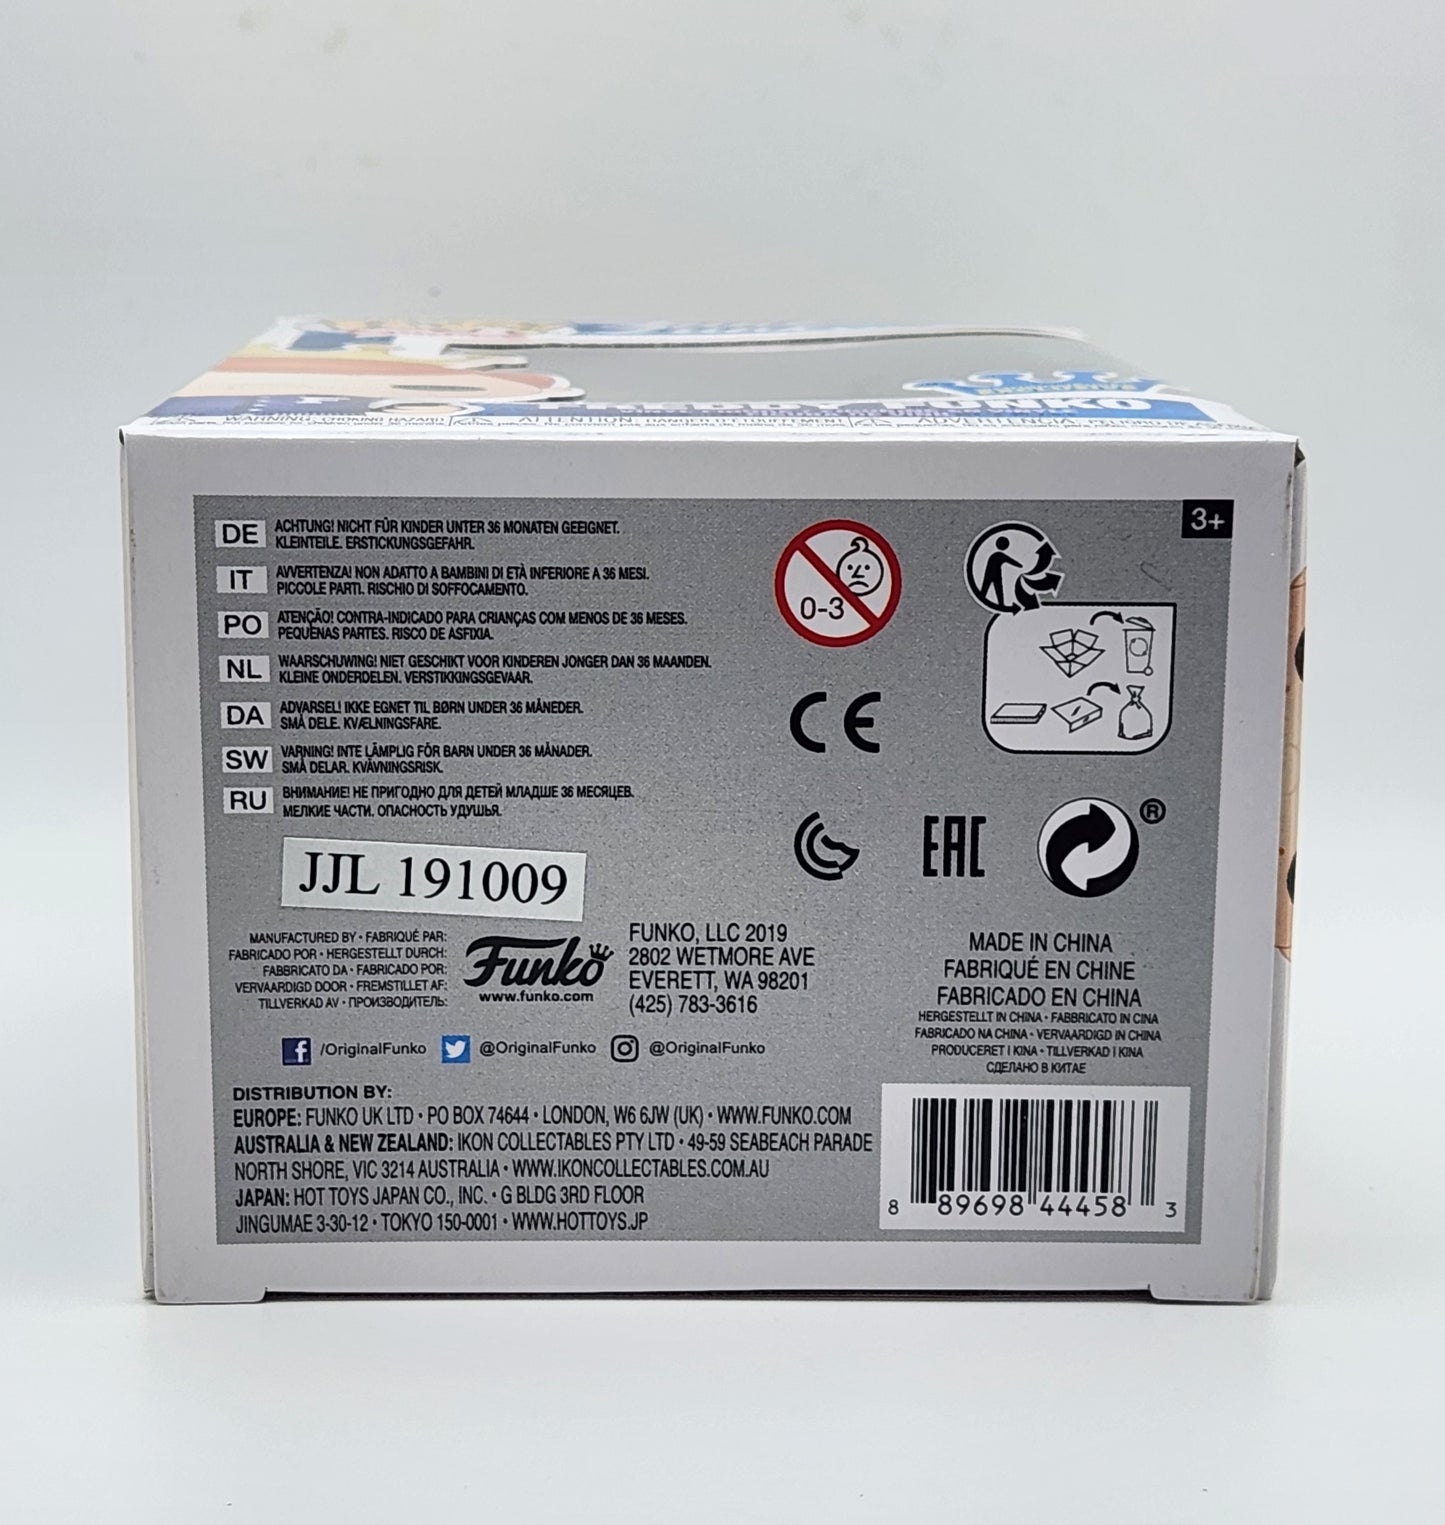 FREDDY FUNKO
WARNING: CHOKING HAZARD
ATTENTION: DANGER D'ÉTOUFFEMENT
ADVERTENCIA: PELIGRO DE
3+
DE ACHTUNG! NICHT FÜR KINDER UNTER 36 MONATEN GEEIGNET.
KLEINTEILE. ERSTICKUNGSGEFAHR.
IT AVVERTENZA! NON ADATTO A BAMBINI DI ETÀ INFERIORE A 36 MESI.
PICCOLE PARTI. RISCHIO DI SOFFOCAMENTO.
PO ATENÇÃO! CONTRA-INDICADO PARA CRIANÇAS COM MENOS DE 36 MESES.
PEQUENAS PARTES. RISCO DE ASFIXIA.
NL WAARSCHUWING! NIET GESCHIKT VOOR KINDEREN JONGER DAN 36 MAANDEN.
KLEINE ONDERDELEN. VERSTIKKINGSGEVAAR.
DA ADVARSEL! IKKE EGNET TIL BØRN UNDER 36 MÅNEDER.
SMÅ DELE. KVÆLNINGSFARE.
SW VARNING! INTE LÄMPLIG FÖR BARN UNDER 36 MÅNADER.
SMÅ DELAR. KVÄVNINGSRISK.
RU ВНИМАНИЕ! НЕ ПРИГОДНО ДЛЯ ДЕТЕЙ МЛАДШЕ 36 МЕСЯЦЕВ.
МЕЛКИЕ ЧАСТИ. ОПАСНОСТЬ УДУШЬЯ.
0-3
CE
EAC
®
JJL 191009
MANUFACTURED BY • FABRIQUÉ PAR:
FABRICADO POR • HERGESTELLT DURCH:
FABBRICATO DA • FABRICADO POR:
VERVAARDIGD DOOR • FREMSTILLET AF:
TILLVERKAD AV • ПРОИЗВОДИТЕЛЬ:
Funko
www.funko.com
FUNKO, LLC 2019
2802 WETMORE AVE
EVERETT, WA 98201
(425) 783-3616
MADE IN CHINA
FABRIQUÉ EN CHINE
FABRICADO EN CHINA
HERGESTELLT IN CHINA • FABBRICATO IN CINA
FABRICADO NA CHINA • VERVAARDIGD IN CHINA
PRODUCERET I KINA • TILLVERKAD I KINA
СДЕЛАНО В КИТАЕ
f /OriginalFunko @OriginalFunko @OriginalFunko
DISTRIBUTION BY:
EUROPE: FUNKO UK LTD • PO BOX 74644 • LONDON, W6 6JW (UK) • WWW.FUNKO.COM
AUSTRALIA & NEW ZEALAND: IKON COLLECTABLES PTY LTD • 49-59 SEABEACH PARADE
NORTH SHORE, VIC 3214 AUSTRALIA • WWW.IKONCOLLECTABLES.COM.AU
JAPAN: HOT TOYS JAPAN CO., INC. • G BLDG 3RD FLOOR
JINGUMAE 3-30-12 • TOKYO 150-0001 • WWW.HOTTOYS.JP
8 89698 44458 3